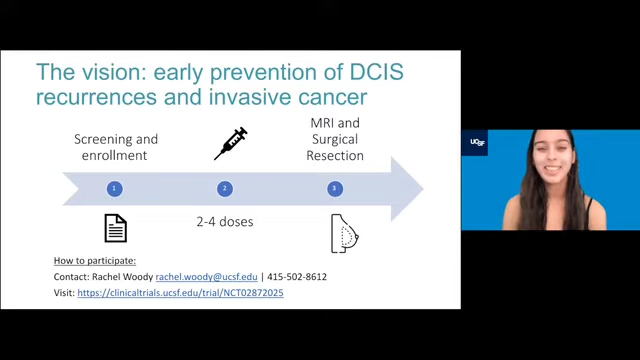 The vision: early prevention of DCIS
recurrences and invasive cancer
Screening and
enrollment
MRI and
Surgical
Resection
1
2
3
2-4 doses
How to participate:
Contact: Rachel Woody rachel.woody@ucsf.edu | 415-502-8612
Visit: https://clinicaltrials.ucsf.edu/trial/NCT02872025
UCSF